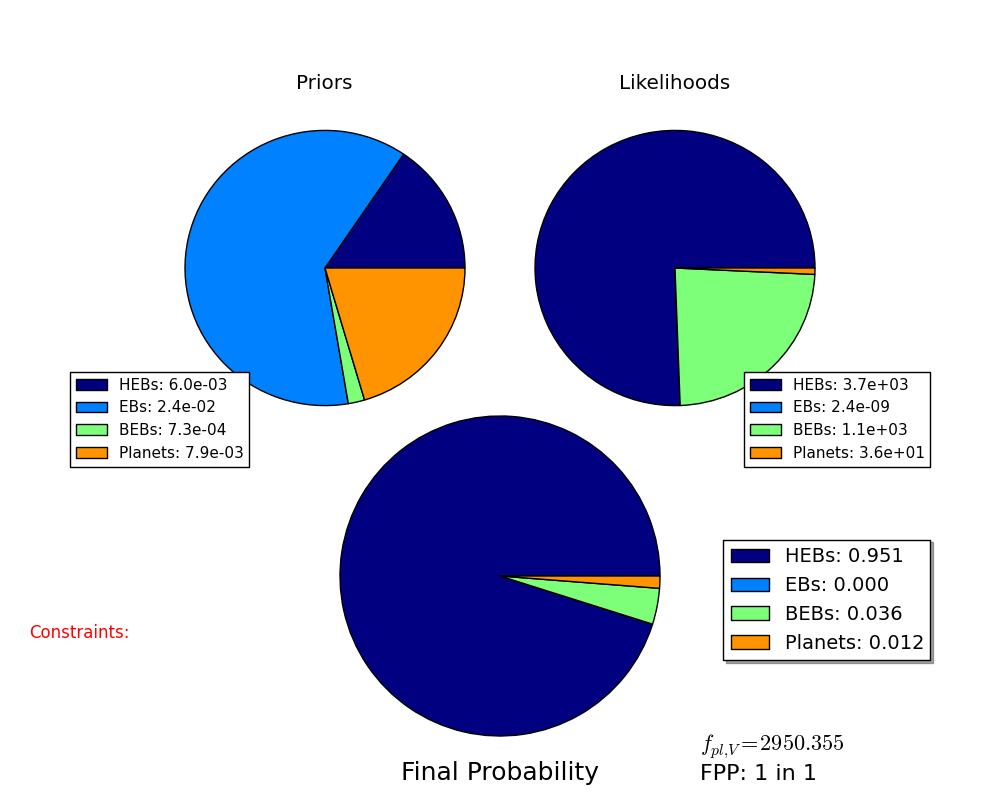 Priors
Likelihoods
HEBs: 6.0e-03
EBs: 2.4e-02
BEBs: 7.3e-04
Planets: 7.9e-03
HEBs: 3.7e+03
EBs: 2.4e-09
BEBs: 1.1e+03
Planets: 3.6e+01
HEBs: 0.951
EBs: 0.000
BEBs: 0.036
Planets: 0.012
Constraints:
f_{pl,V}=2950.355
Final Probability
FPP: 1 in 1